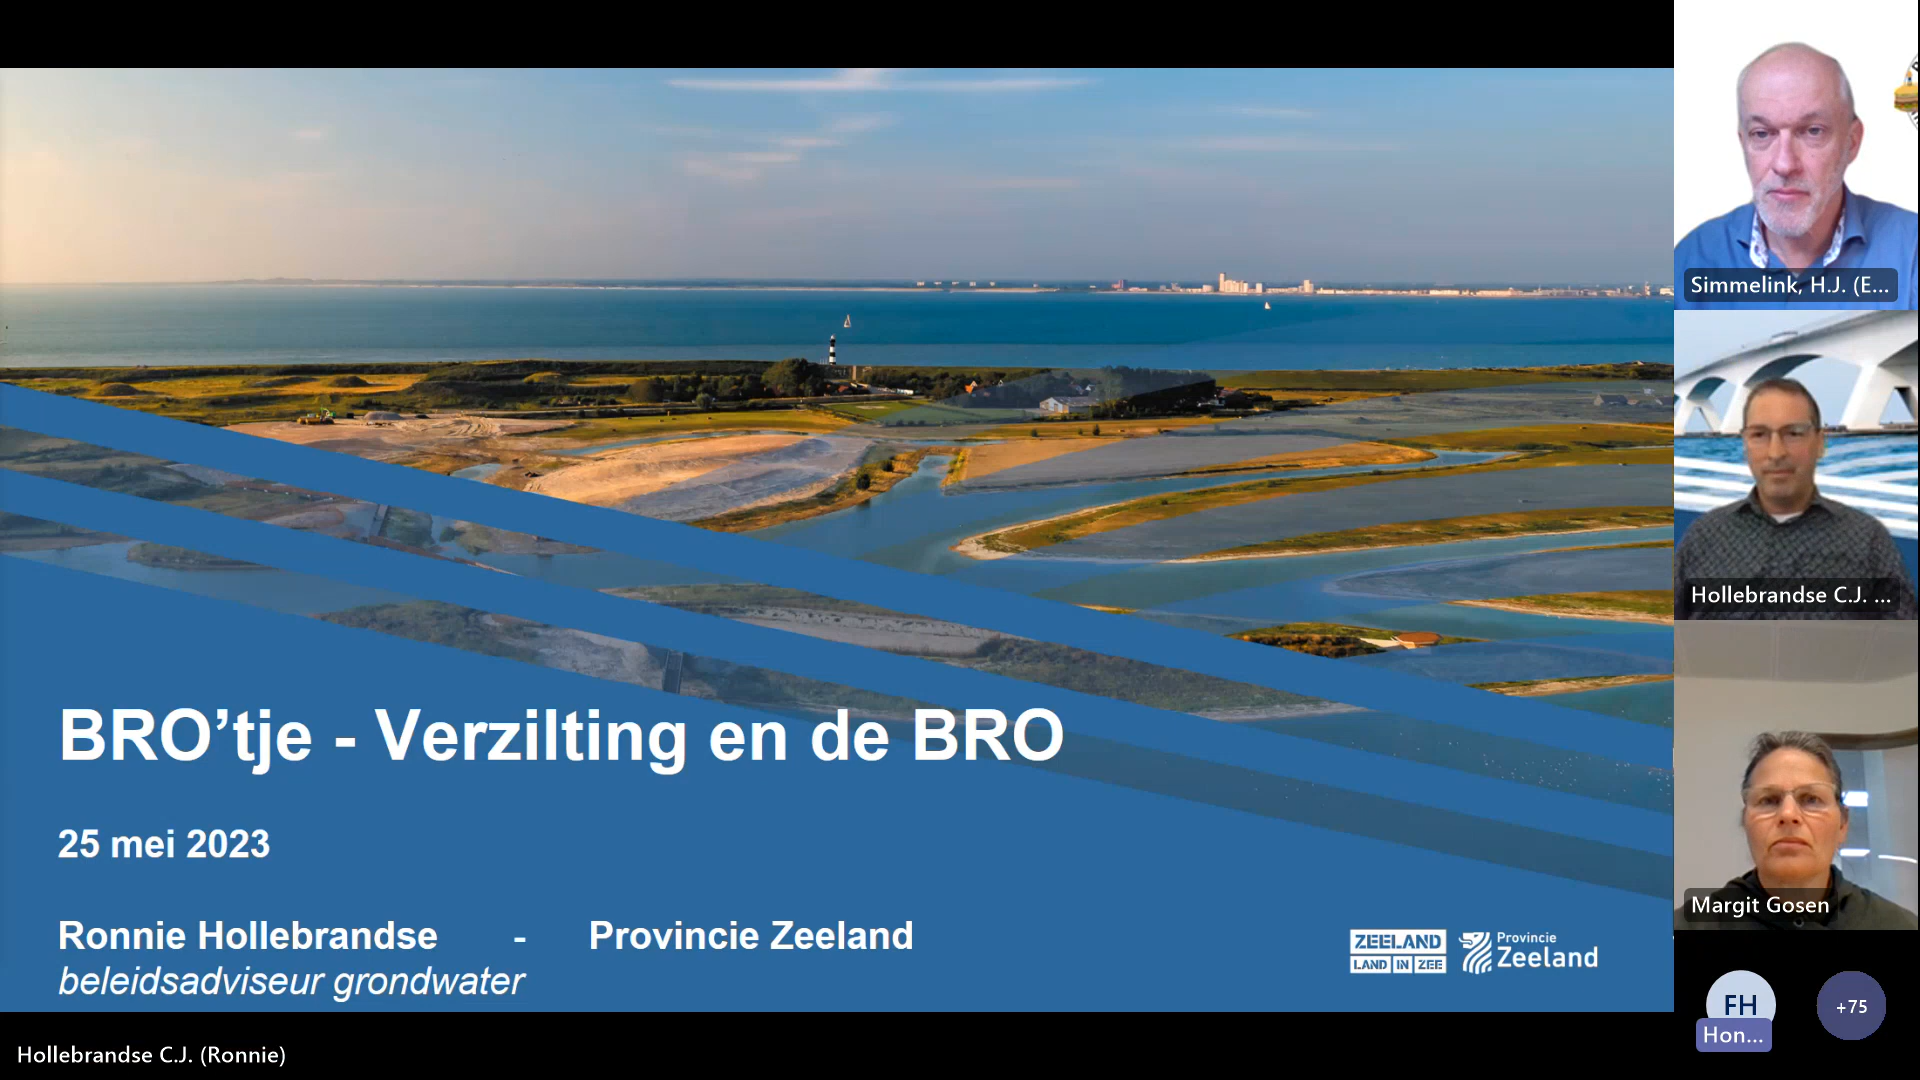 BRO’tje - Verzilting en de BRO
25 mei 2023
Ronnie Hollebrandse - Provincie Zeeland
beleidsadviseur grondwater
ZEELAND
LAND IN ZEE
Provincie
Zeeland
Simmelink, H.J. (E...
Hollebrandse C.J. ...
Margit Gosen
FH
Hon...
+75
Hollebrandse C.J. (Ronnie)